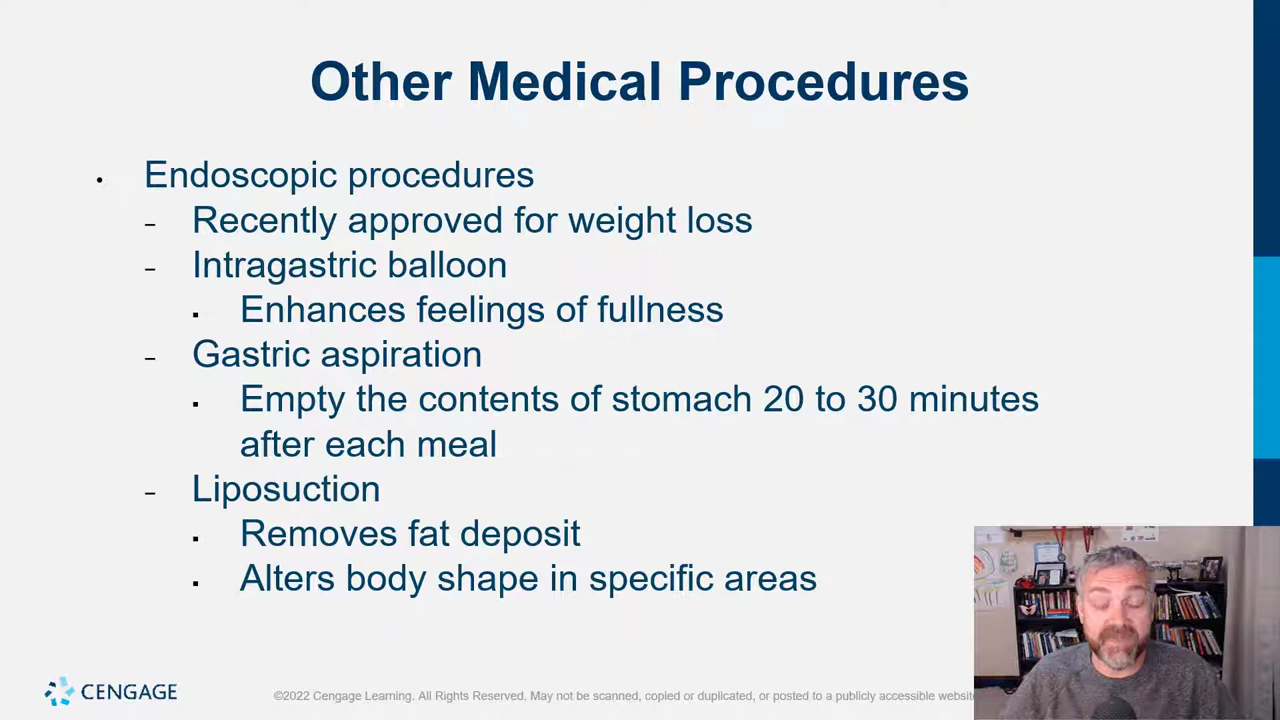 Other Medical Procedures
• Endoscopic procedures
– Recently approved for weight loss
– Intragastric balloon
▪ Enhances feelings of fullness
– Gastric aspiration
▪ Empty the contents of stomach 20 to 30 minutes
after each meal
– Liposuction
▪ Removes fat deposit
▪ Alters body shape in specific areas
CENGAGE
©2022 Cengage Learning. All Rights Reserved. May not be scanned, copied or duplicated, or posted to a publicly accessible website